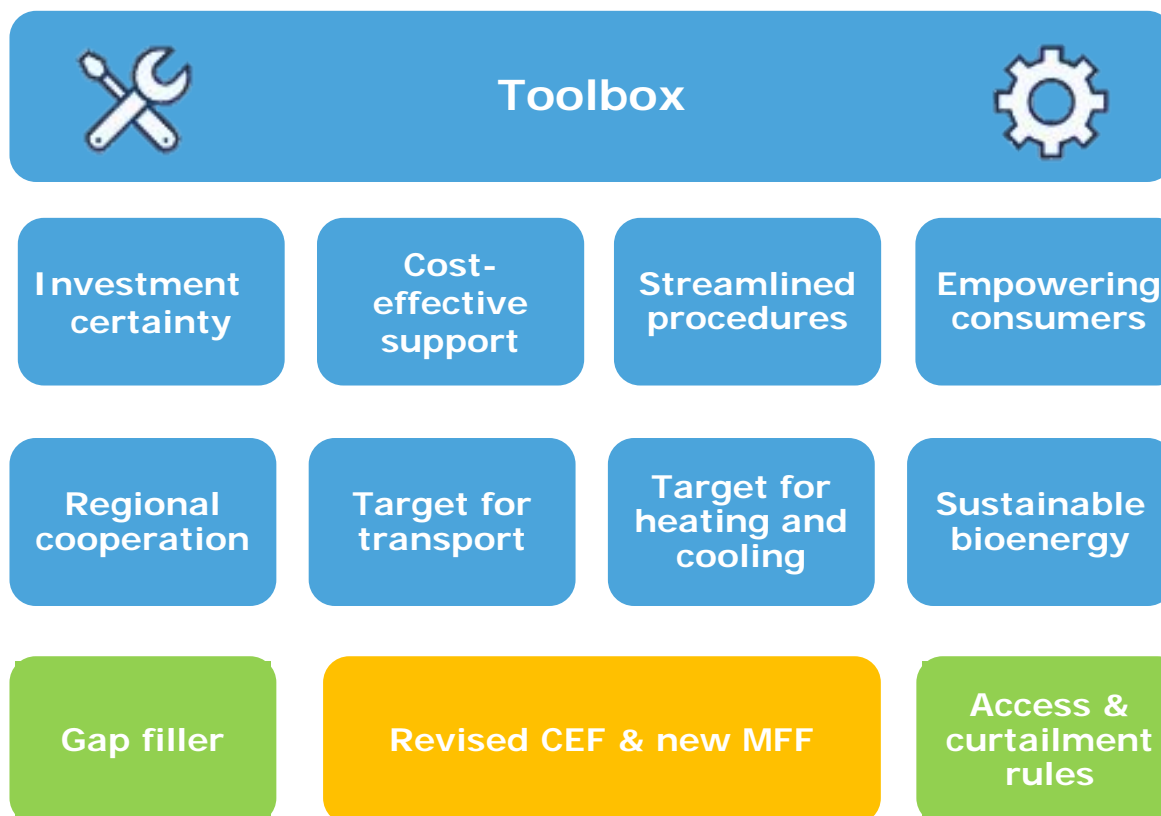 Toolbox
Investment
certainty
Cost-
effective
support
Streamlined
procedures
Empowering
consumers
Regional
cooperation
Target for
transport
Target for
heating and
cooling
Sustainable
bioenergy
Gap filler
Revised CEF & new MFF
Access &
curtailment
rules